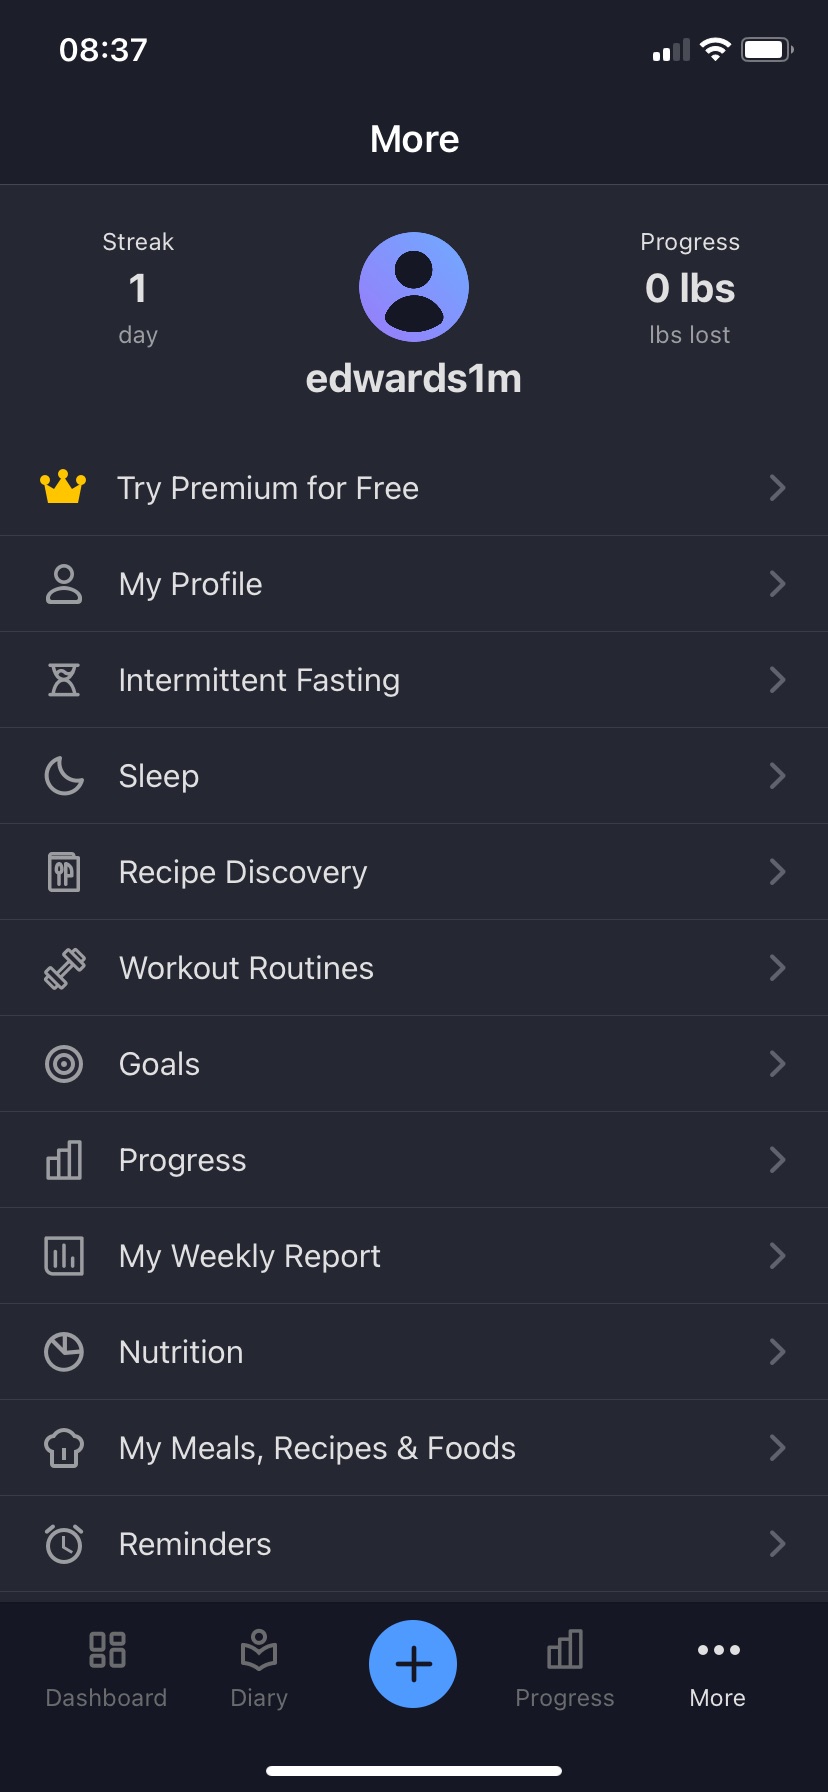 08:37
More
Streak
1
day
Progress
0 lbs
lbs lost
edwards1m
Try Premium for Free
My Profile
Intermittent Fasting
Sleep
Recipe Discovery
Workout Routines
Goals
Progress
My Weekly Report
Nutrition
My Meals, Recipes & Foods
Reminders
Dashboard
Diary
Progress
More